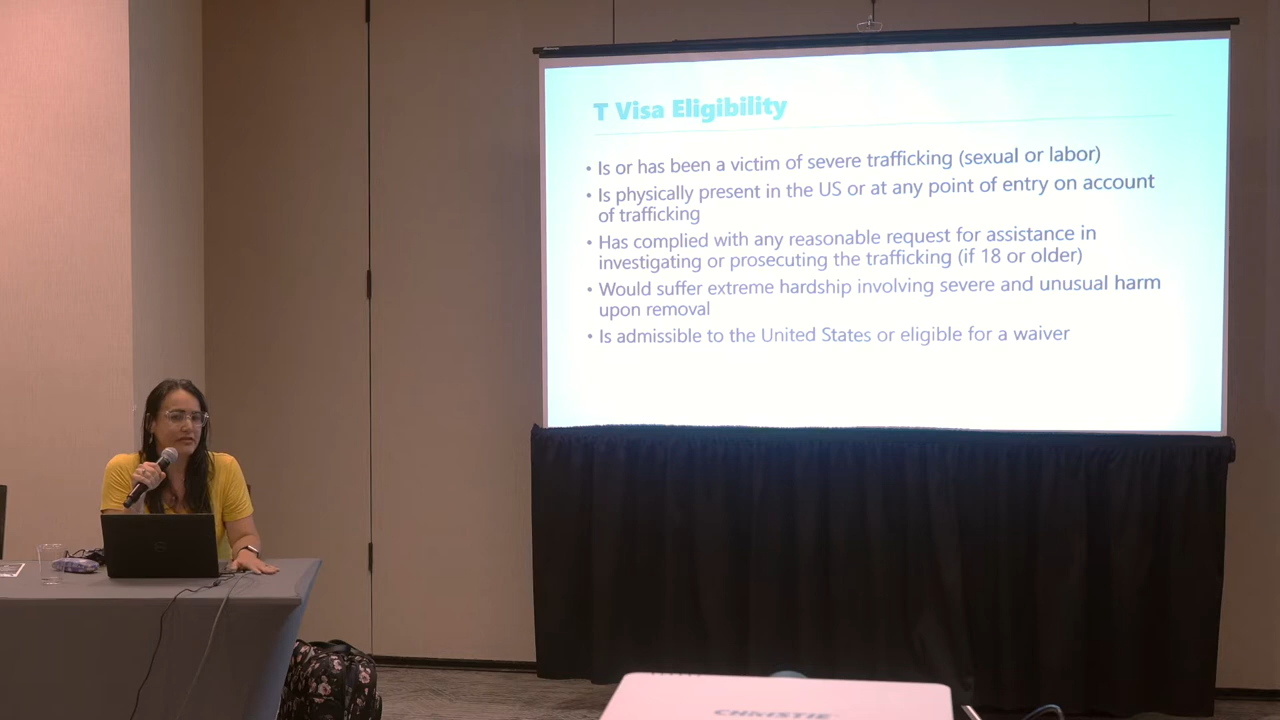 T Visa Eligibility
• Is or has been a victim of severe trafficking (sexual or labor)
• Is physically present in the US or at any point of entry on account
of trafficking
• Has complied with any reasonable request for assistance in
investigating or prosecuting the trafficking (if 18 or older)
• Would suffer extreme hardship involving severe and unusual harm
upon removal
• Is admissible to the United States or eligible for a waiver
CHRISTIE